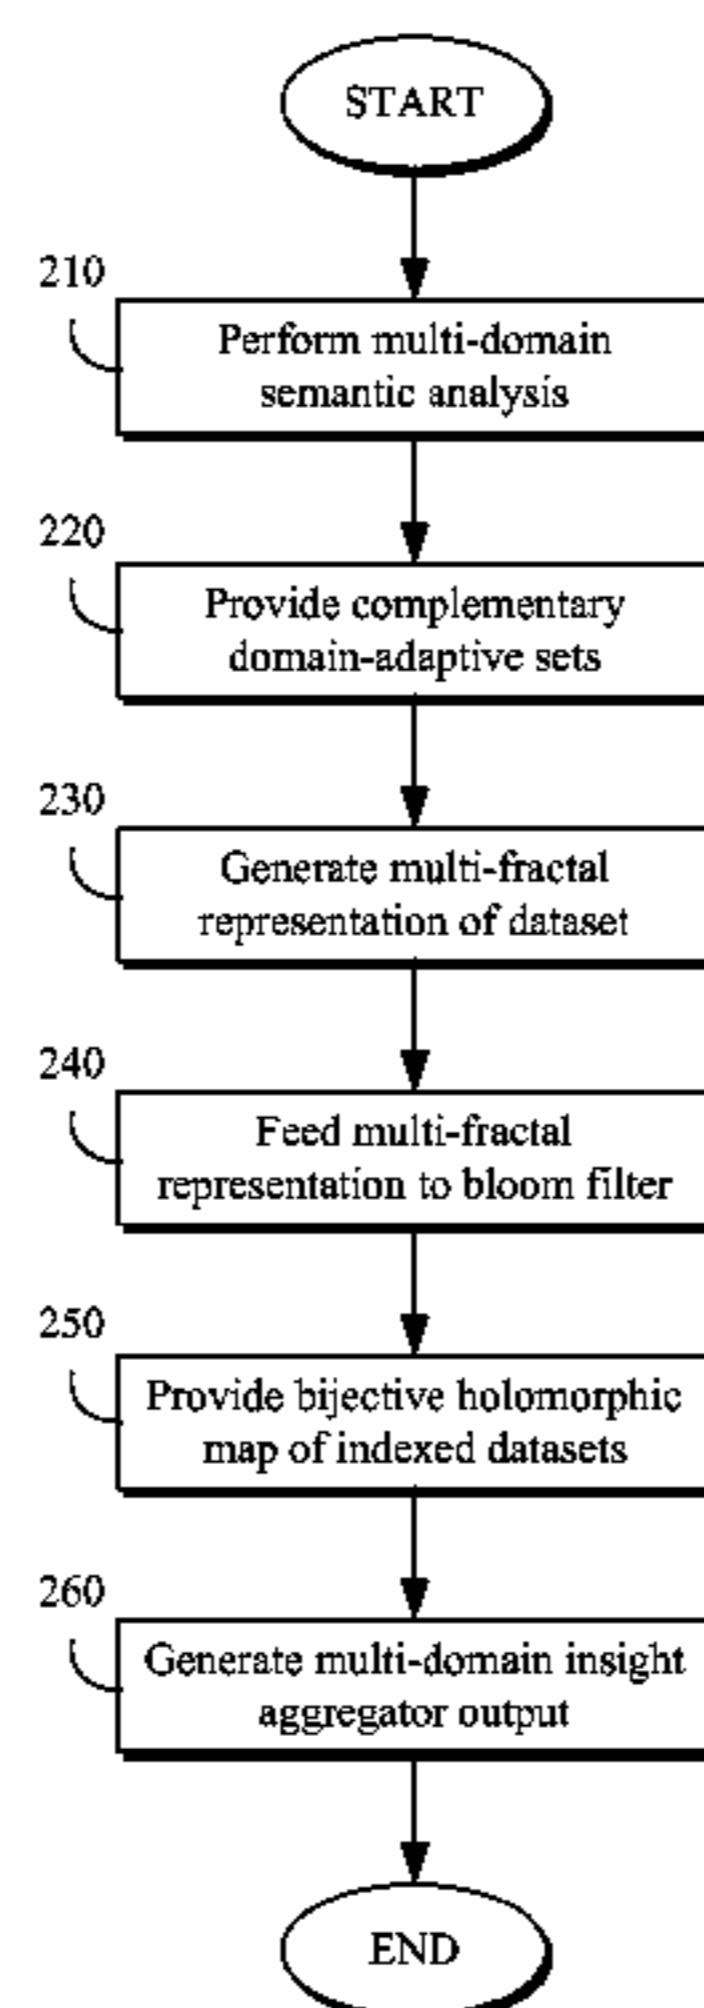 START
210
Perform multi-domain
semantic analysis
220
Provide complementary
domain-adaptive sets
230
Generate multi-fractal
representation of dataset
240
Feed multi-fractal
representation to bloom filter
250
Provide bijective holomorphic
map of indexed datasets
260
Generate multi-domain insight
aggregator output
END